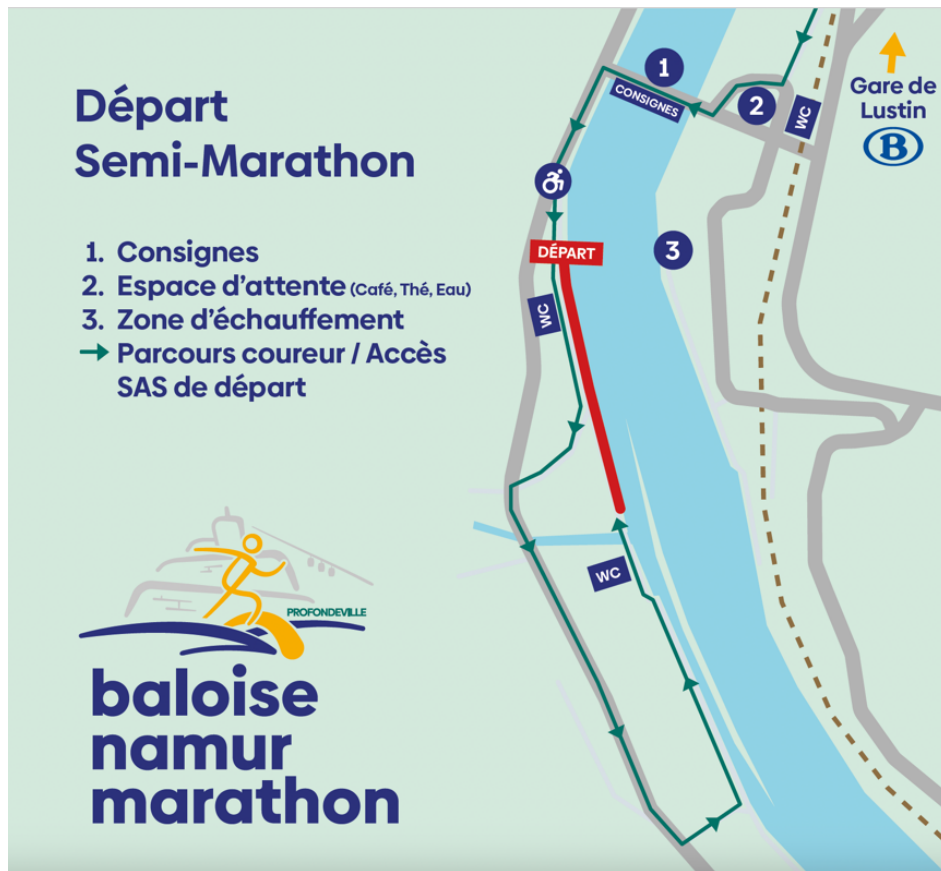 Départ
Semi-Marathon
1. Consignes
2. Espace d'attente (Café, Thé, Eau)
3. Zone d'échauffement
Parcours coureur / Accès
SAS de départ
1
CONSIGNES
2
WC
Gare de
Lustin
B
3
DÉPART
WC
WC
PROFONDEVILLE
baloise
namur
marathon